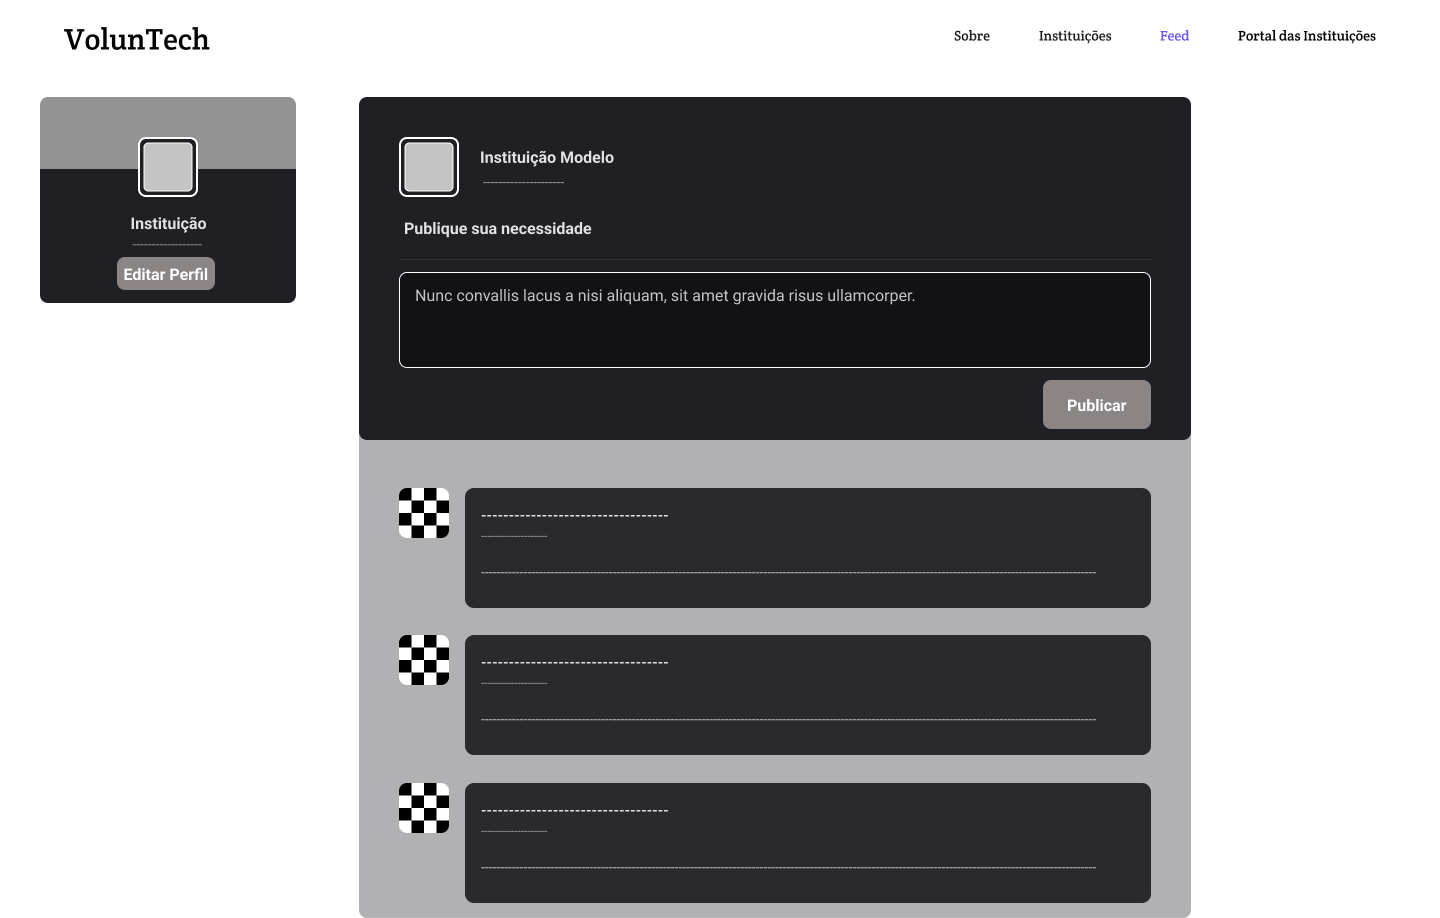 VolunTech
Sobre
Instituições
Feed
Portal das Instituições
Instituição
Editar Perfil
Instituição Modelo
Publique sua necessidade
Nunc convallis lacus a nisi aliquam, sit amet gravida risus ullamcorper.
Publicar